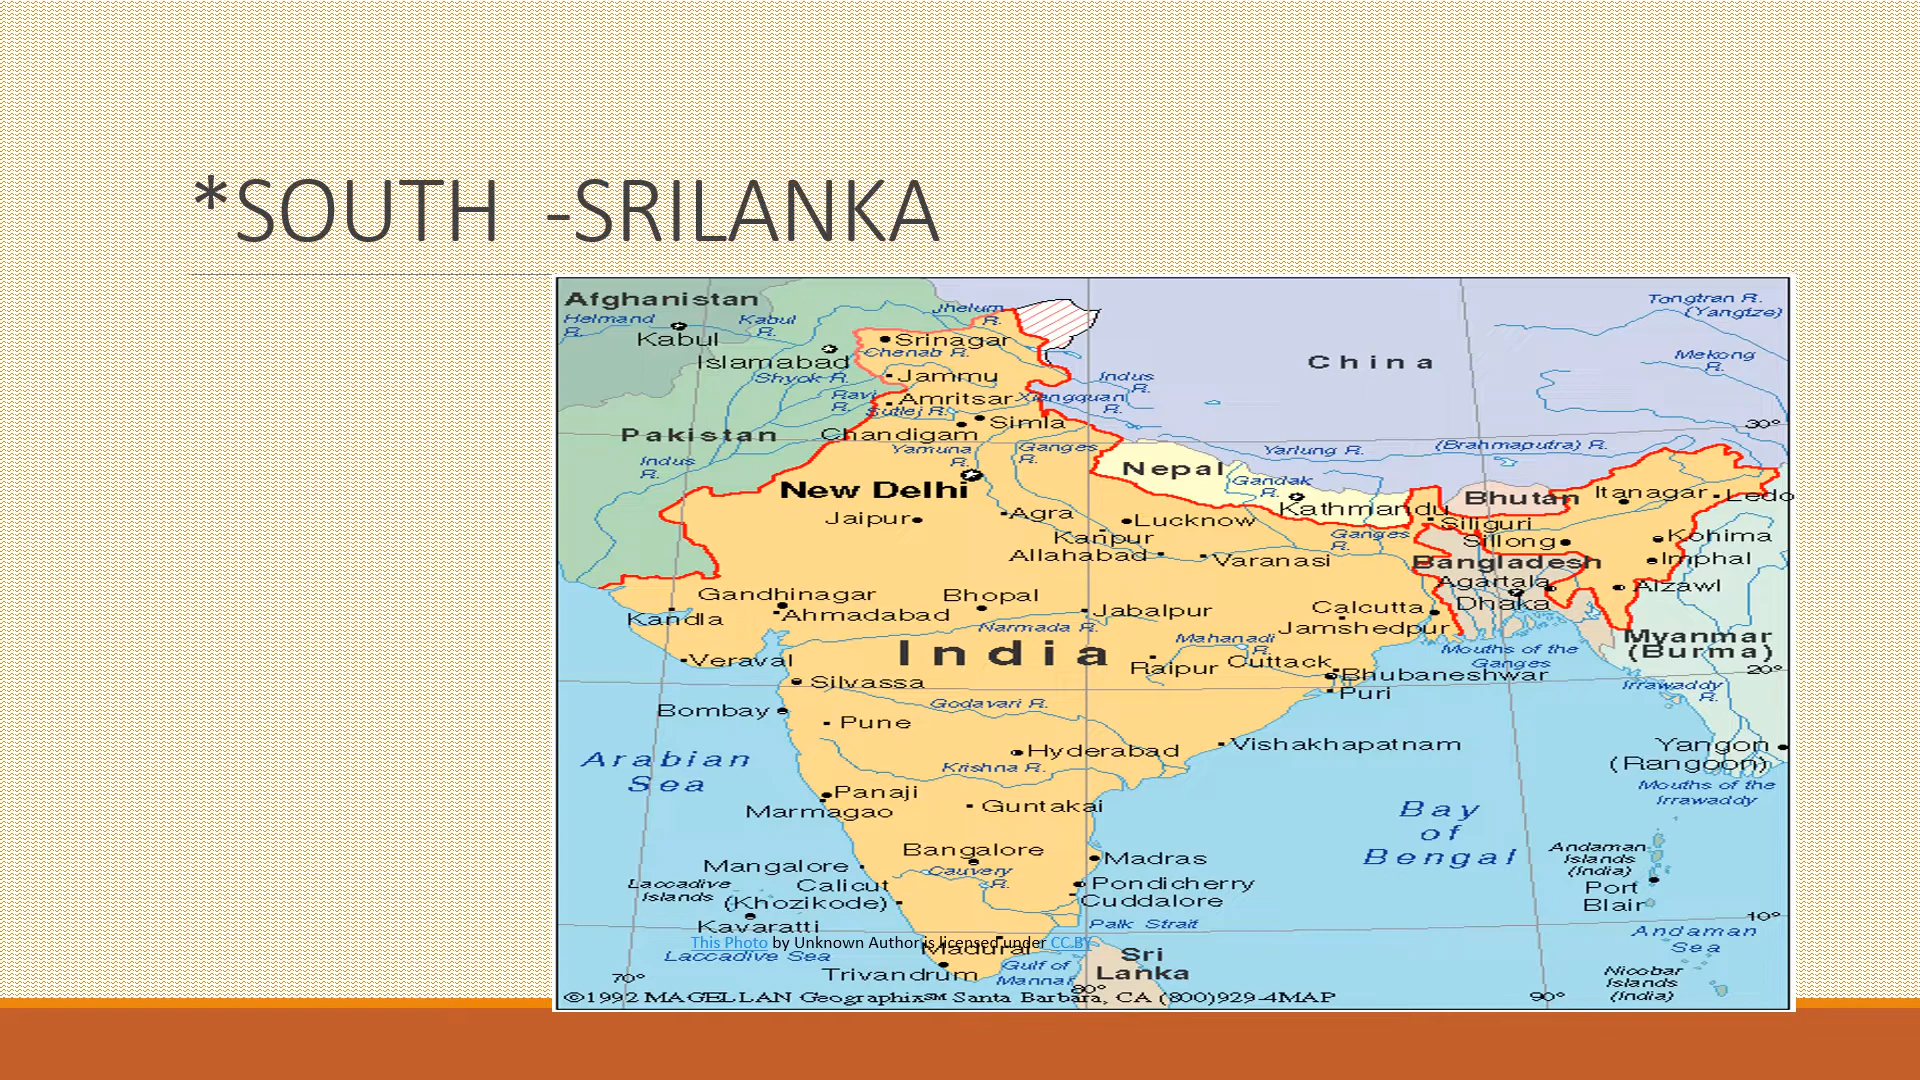 *SOUTH  -SRILANKA
Afghanistan
Helmand
R.
Kabul
R.
Kabul
Islamabad
Jhelum
R.
Srinagar
Chenab R.
Jammu
Shyok R.
Ravi
R.
Amritsar
Sutlej R.
Xiangquan
R.
Indus
R.
China
Tongtran R.
(Yangtze)
Mekong
R.
30°
Pakistan
Indus
R.
Chandigam
Simla
Yamuna
R.
Ganges
R.
Nepal
Yarlung R.
(Brahmaputra) R.
Gandak
R.
Kathmandu
Bhutan
Itanagar
Ledo
New Delhi
Jaipur
Agra
Lucknow
Kanpur
Allahabad
Varanasi
Ganges
R.
Siliguri
Sillong
Kohima
Imphal
Bangladesh
Agartala
Dhaka
Aizawl
Gandhinagar
Ahmadabad
Kandla
Bhopal
Jabalpur
Calcutta
Jamshedpur
Narmada R.
India
Mahanadi
R.
Raipur
Cuttack
Bhubaneshwar
Puri
Mouths of the
Ganges
Myanmar
(Burma)
20°
Irrawaddy
R.
Veraval
Silvassa
Bombay
Pune
Godavari R.
Hyderabad
Krishna R.
Vishakhapatnam
Yangon
(Rangoon)
Mouths of the
Irrawaddy
Arabian
Sea
Panaji
Marmagao
Guntakai
Bay
of
Bengal
Bangalore
Cauvery
R.
Madras
Mangalore
Calicut
(Khozikode)
Laccadive
Islands
Kavaratti
Pondicherry
Cuddalore
Palk Strait
Andaman
Islands
(India)
Port
Blair
10°
Andaman
Sea
This Photo by Unknown Author is licensed under CC BY
Madurai
Laccadive Sea
Trivandrum
Gulf of
Mannar
Sri
Lanka
Nicobar
Islands
(India)
70°
80°
90°
©1992 MAGELLAN Geographix℠ Santa Barbara, CA (800)929-4MAP